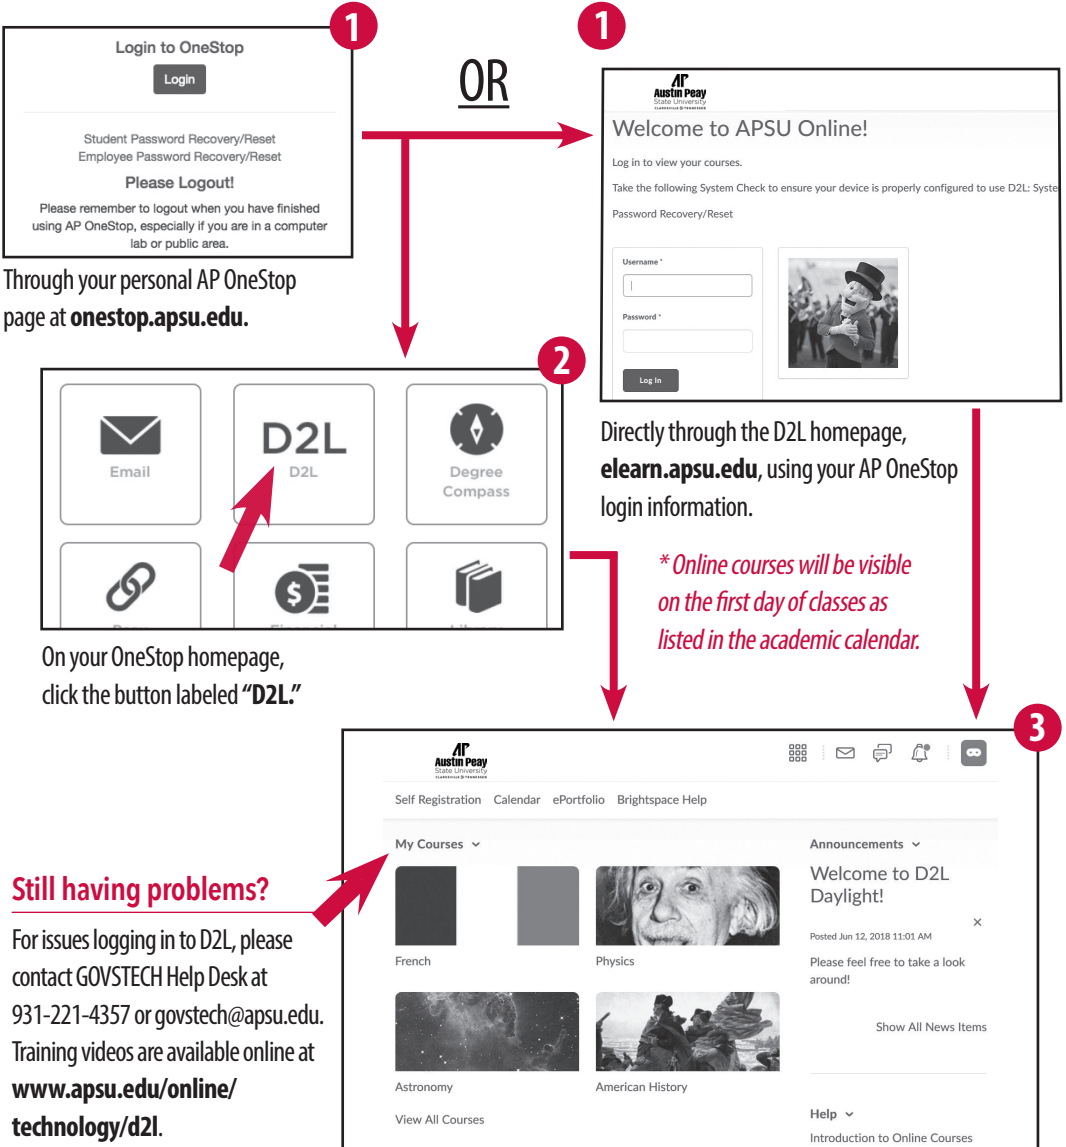 1
Login to OneStop
Login
Student Password Recovery/Reset
Employee Password Recovery/Reset
Please Logout!
Please remember to logout when you have finished
using AP OneStop, especially if you are in a computer
lab or public area.
Through your personal AP OneStop
page at onestop.apsu.edu.
OR
1
AP
Austin Peay
State University
CLARKSVILLE TENNESSEE
Welcome to APSU Online!
Log in to view your courses.
Take the following System Check to ensure your device is properly configured to use D2L: Syste
Password Recovery/Reset
Username *
Password *
Log In
Directly through the D2L homepage,
elearn.apsu.edu, using your AP OneStop
login information.
* Online courses will be visible
on the first day of classes as
listed in the academic calendar.
2
Email
D2L
D2L
Degree
Compass
Financial
Library
On your OneStop homepage,
click the button labeled “D2L.”
3
AP
Austin Peay
State University
CLARKSVILLE TENNESSEE
Self Registration Calendar ePortfolio Brightspace Help
My Courses
French
Physics
Astronomy
American History
View All Courses
Announcements
Welcome to D2L
Daylight!
Posted Jun 12, 2018 11:01 AM
Please feel free to take a look
around!
Show All News Items
Help
Introduction to Online Courses
Still having problems?
For issues logging in to D2L, please
contact GOVSTECH Help Desk at
931-221-4357 or govstech@apsu.edu.
Training videos are available online at
www.apsu.edu/online/
technology/d2l.